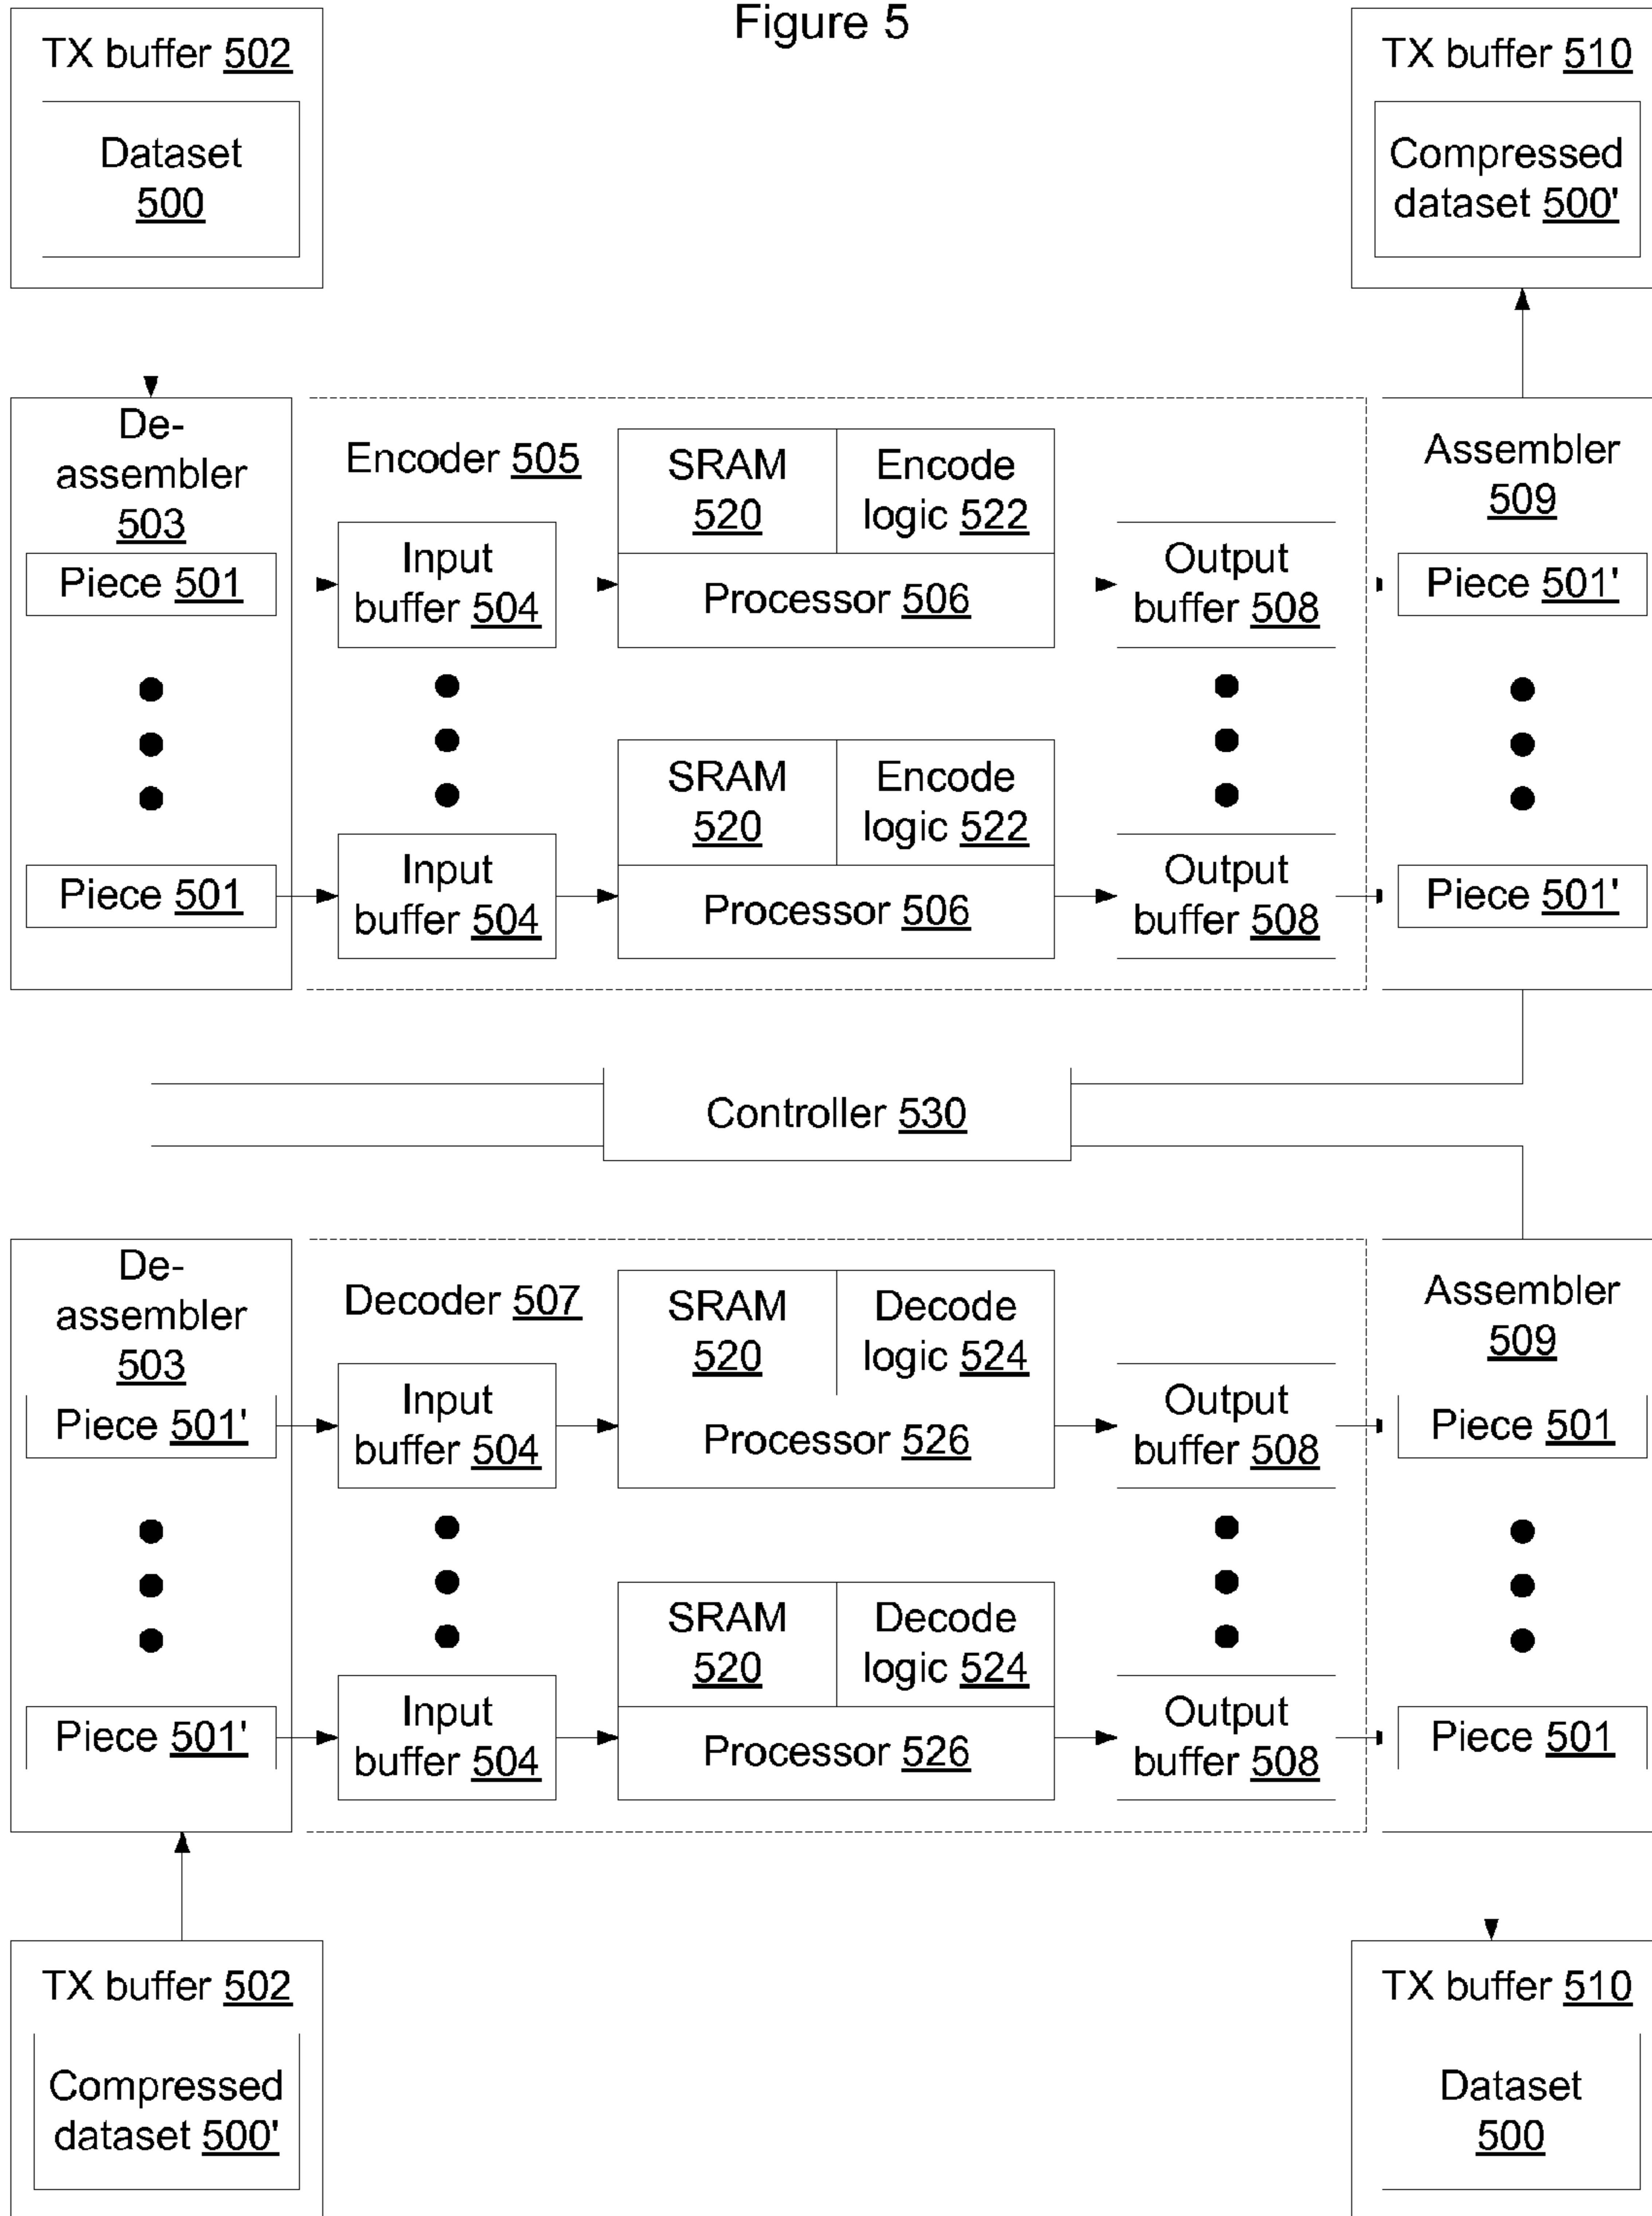 Figure 5
TX buffer 502
Dataset
500
TX buffer 510
Compressed
dataset 500'
De-
assembler
503
Piece 501
Piece 501
Encoder 505
Input
buffer 504
SRAM
520
Encode
logic 522
Processor 506
Output
buffer 508
Input
buffer 504
SRAM
520
Encode
logic 522
Processor 506
Output
buffer 508
Assembler
509
Piece 501'
Piece 501'
Controller 530
De-
assembler
503
Piece 501'
Piece 501'
Decoder 507
Input
buffer 504
SRAM
520
Decode
logic 524
Processor 526
Output
buffer 508
Input
buffer 504
SRAM
520
Decode
logic 524
Processor 526
Output
buffer 508
Assembler
509
Piece 501
Piece 501
TX buffer 502
Compressed
dataset 500'
TX buffer 510
Dataset
500